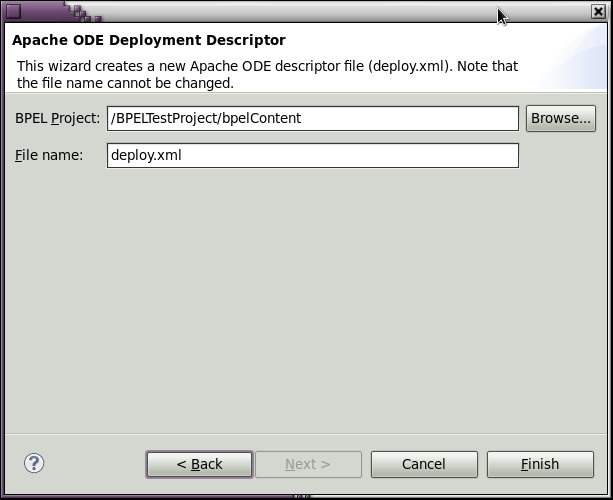 Apache ODE Deployment Descriptor
This wizard creates a new Apache ODE descriptor file (deploy.xml). Note that
the file name cannot be changed.
BPEL Project: /BPELTestProject/bpelContent Browse...
File name: deploy.xml
? < Back Next > Cancel Finish